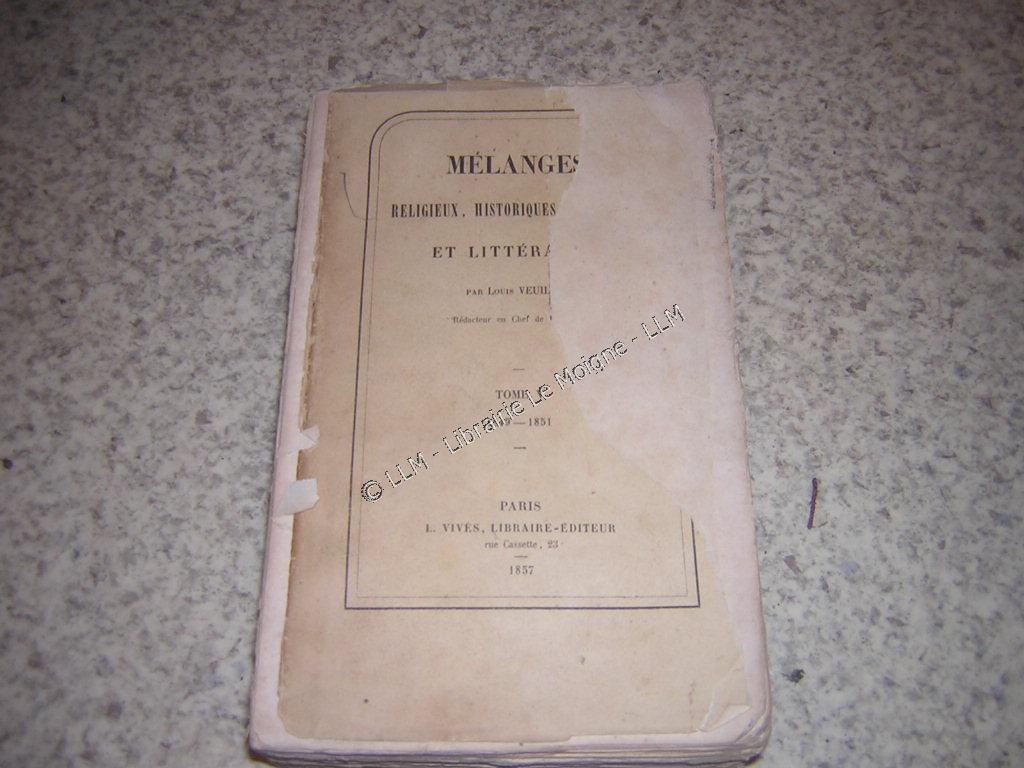 MÉLANGES
RELIGIEUX, HISTORIQUES
ET LITTÉRA
PAR LOUIS VEUIL
Rédacteur en Chef de
TOME
9 — 1851
© LLM - Librairie Le Moigne - LLM
PARIS
L. VIVÈS, LIBRAIRE-ÉDITEUR
rue Cassette, 23
1857